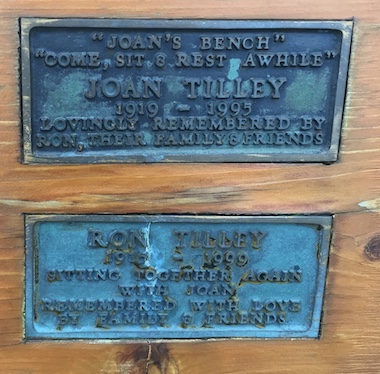 "JOAN'S BENCH"
"COME, SIT & REST AWHILE"
JOAN TILLEY
1919 - 1995
LOVINGLY REMEMBERED BY
RON, THEIR FAMILY & FRIENDS
RON TILLEY
- 1999
SITTING TOGETHER AGAIN
WITH JOAN
REMEMBERED WITH LOVE
BY FAMILY & FRIENDS